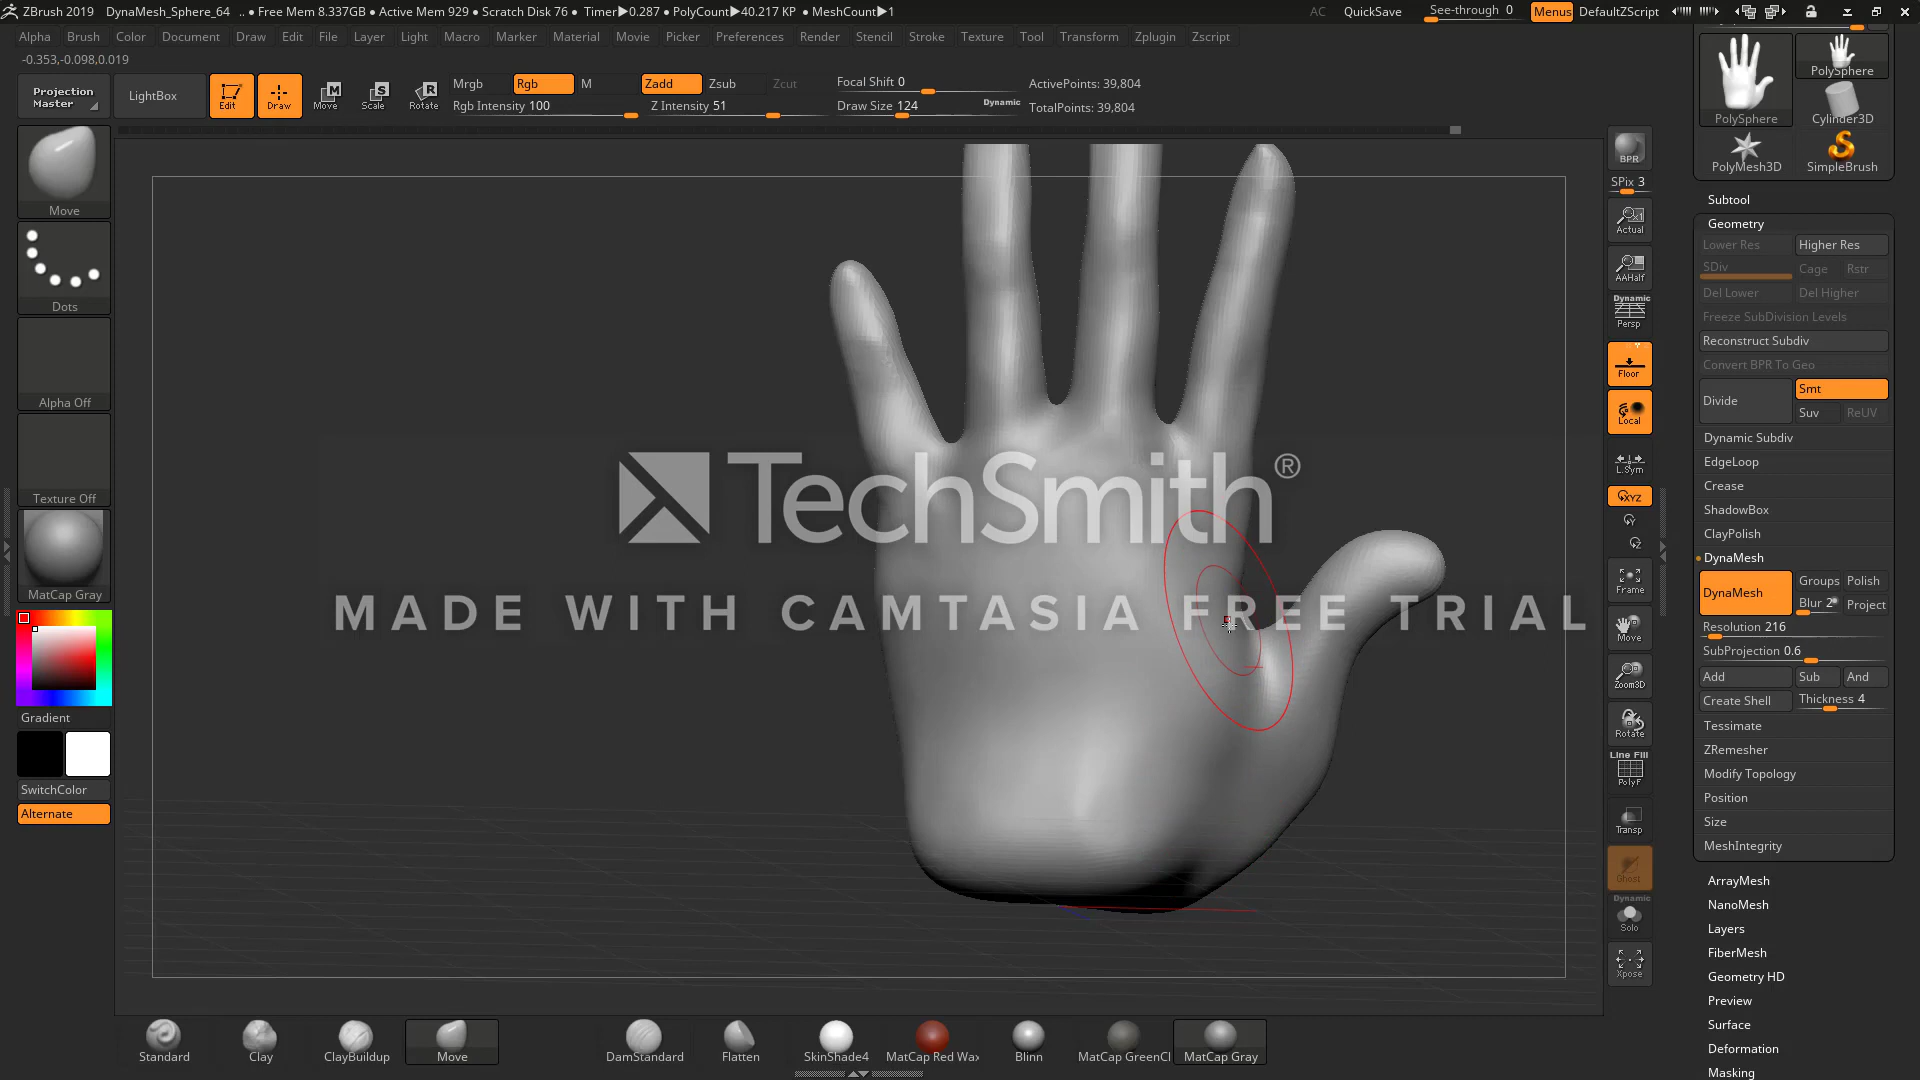 ZBrush 2019 DynaMesh_Sphere_64 .. • Free Mem 8.337GB • Active Mem 929 • Scratch Disk 76 • Timer▶0.287 • PolyCount▶40.217 KP • MeshCount▶1 AC QuickSave See-through 0 Menus DefaultZScript
Alpha Brush Color Document Draw Edit File Layer Light Macro Marker Material Movie Picker Preferences Render Stencil Stroke Texture Tool Transform Zplugin Zscript
-0.353,-0.098,0.019
Projection Master
LightBox
Edit
Draw
Move
Scale
Rotate
Mrgb Rgb M
Rgb Intensity 100
Zadd Zsub Zcut
Z Intensity 51
Focal Shift 0
Draw Size 124
Dynamic
ActivePoints: 39,804
TotalPoints: 39,804
Move
Dots
Alpha Off
Texture Off
MatCap Gray
Gradient
SwitchColor
Alternate
TechSmith®
MADE WITH CAMTASIA FREE TRIAL
BPR
SPix 3
Actual
AAHalf
Dynamic
Persp
Floor
Local
L.Sym
XYZ
Y
Z
Frame
Move
Zoom3D
Rotate
Line Fill
PolyF
Transp
Ghost
Dynamic
Solo
Xpose
PolySphere
PolySphere
Cylinder3D
PolyMesh3D
SimpleBrush
Subtool
Geometry
Lower Res Higher Res
SDiv Cage Rstr
Del Lower Del Higher
Freeze SubDivision Levels
Reconstruct Subdiv
Convert BPR To Geo
Divide Smt
Suv ReUV
Dynamic Subdiv
EdgeLoop
Crease
ShadowBox
ClayPolish
DynaMesh
DynaMesh Groups Polish
Blur 2 Project
Resolution 216
SubProjection 0.6
Add Sub And
Create Shell Thickness 4
Tessimate
ZRemesher
Modify Topology
Position
Size
MeshIntegrity
ArrayMesh
NanoMesh
Layers
FiberMesh
Geometry HD
Preview
Surface
Deformation
Masking
Standard Clay ClayBuildup Move DamStandard Flatten SkinShade4 MatCap Red Wax Blinn MatCap GreenCl MatCap Gray